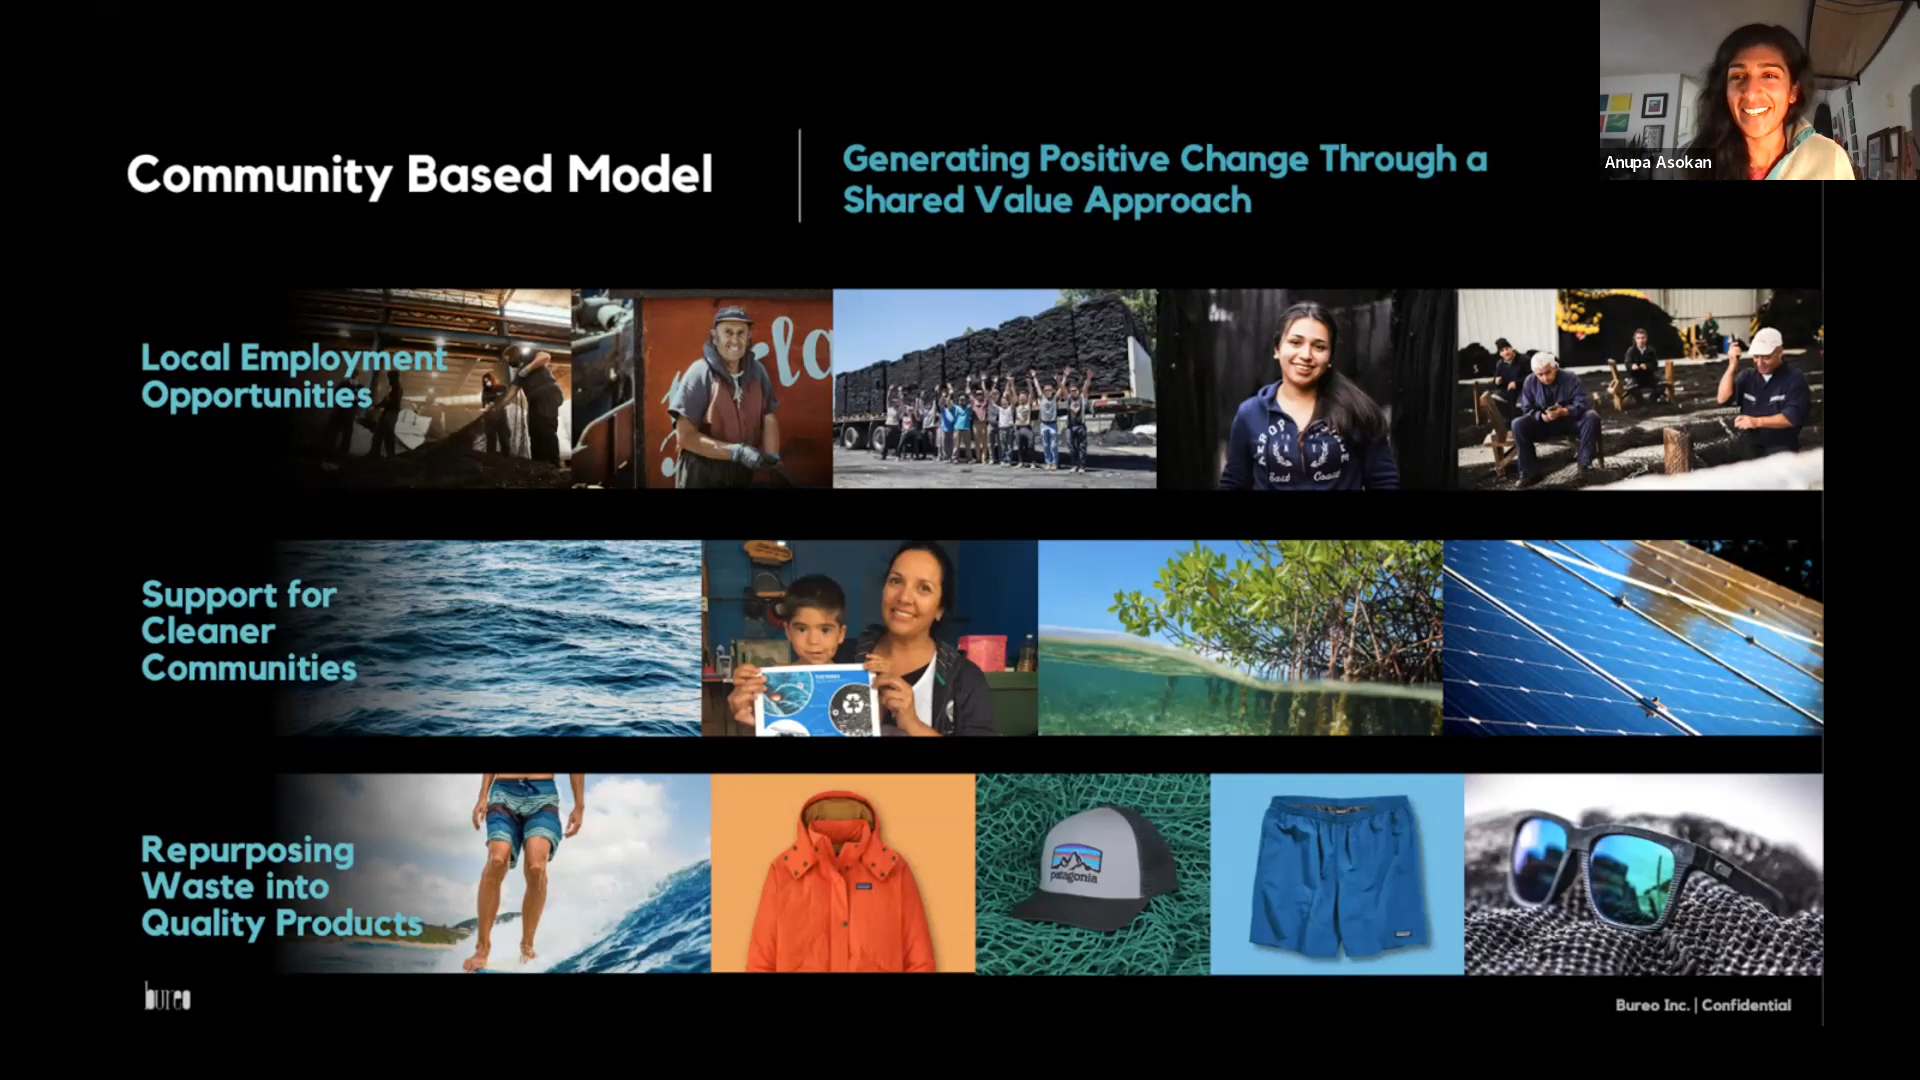 Community Based Model
Generating Positive Change Through a
Shared Value Approach
Anupa Asokan
Local Employment
Opportunities
Support for
Cleaner
Communities
patagonia
Repurposing
Waste into
Quality Products
bureo
Bureo Inc. | Confidential